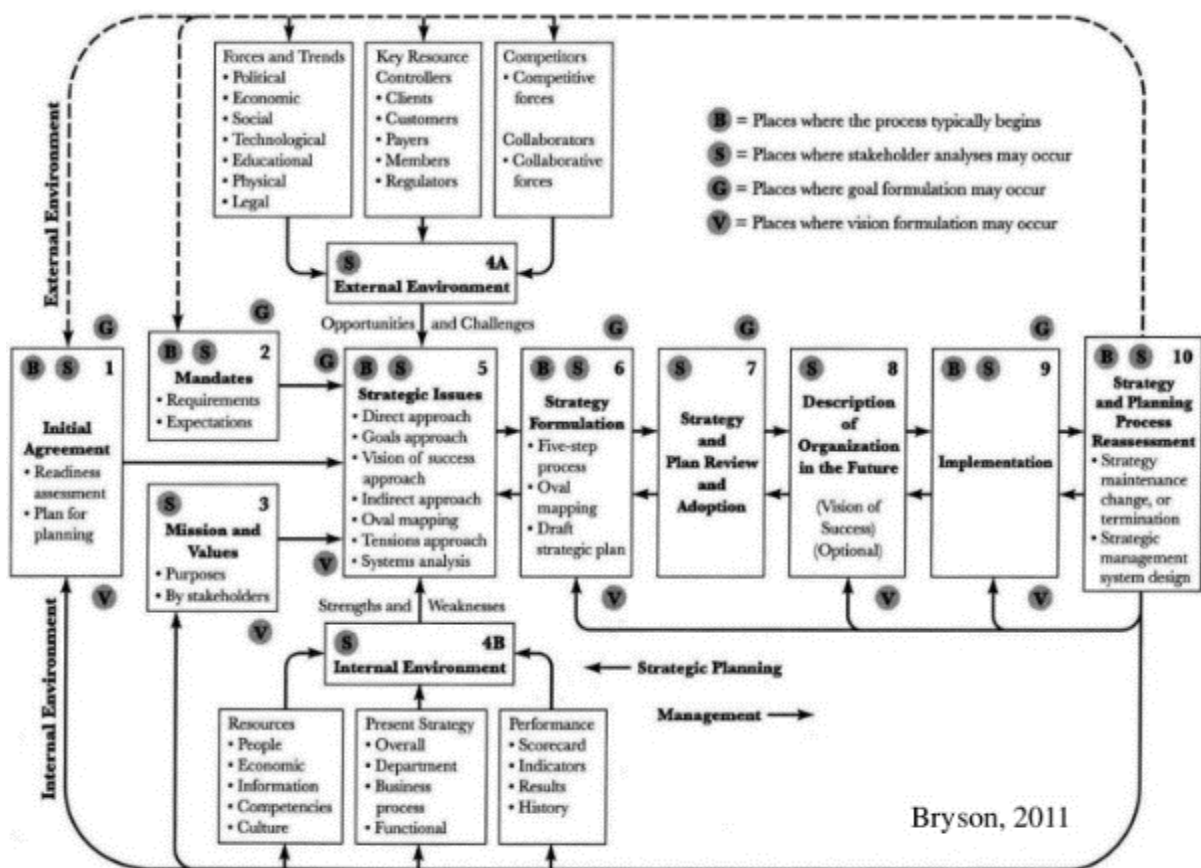 Forces and Trends
• Political
• Economic
• Social
• Technological
• Educational
• Physical
• Legal
Key Resource
Controllers
• Clients
• Customers
• Payers
• Members
• Regulators
Competitors
• Competitive
forces
Collaborators
• Collaborative
forces
B = Places where the process typically begins
S = Places where stakeholder analyses may occur
G = Places where goal formulation may occur
V = Places where vision formulation may occur
External Environment
S 4A
External Environment
Opportunities and Challenges
G
B S 1
Initial
Agreement
• Readiness
assessment
• Plan for
planning
V
G
B S 2
Mandates
• Requirements
• Expectations
S 3
Mission and
Values
• Purposes
• By stakeholders
V
G
B S 5
Strategic Issues
• Direct approach
• Goals approach
• Vision of success
approach
• Indirect approach
• Oval mapping
• Tensions approach
• Systems analysis
V
G
B S 6
Strategy
Formulation
• Five-step
process
• Oval
mapping
• Draft
strategic plan
V
G
S 7
Strategy
and
Plan Review
and
Adoption
S 8
Description
of
Organization
in the Future
(Vision of
Success)
(Optional)
V
G
B S 9
Implementation
V
B S 10
Strategy
and Planning
Process
Reassessment
• Strategy
maintenance
change, or
termination
• Strategic
management
system design
Strengths and Weaknesses
S 4B
Internal Environment
Strategic Planning
Management
Internal Environment
Resources
• People
• Economic
• Information
• Competencies
• Culture
Present Strategy
• Overall
• Department
• Business
process
• Functional
Performance
• Scorecard
• Indicators
• Results
• History
Bryson, 2011